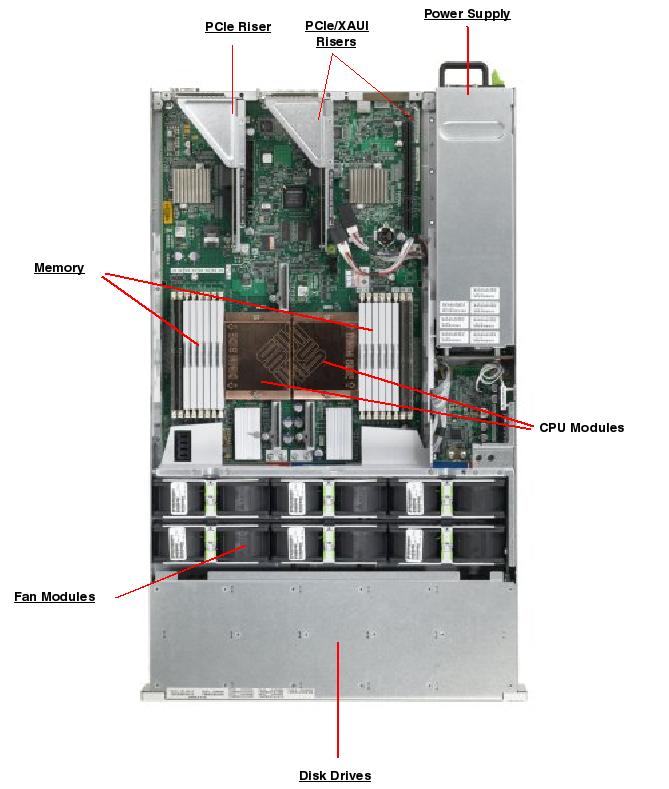 Power Supply
PCIe Riser
PCIe/XAUI
Risers
Memory
CPU Modules
Fan Modules
Disk Drives